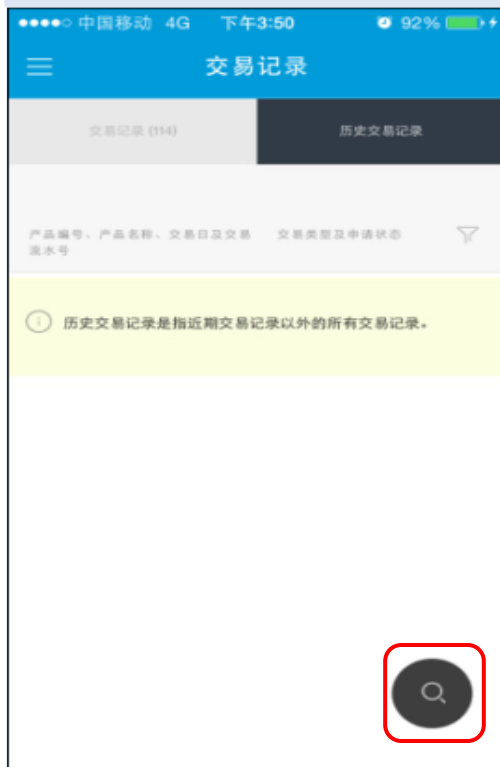 中国移动 4G 下午3:50 92%
交易记录
交易记录 (114) 历史交易记录
产品编号、产品名称、交易日及交易 交易类型及申请状态
流水号
历史交易记录是指近期交易记录以外的所有交易记录。